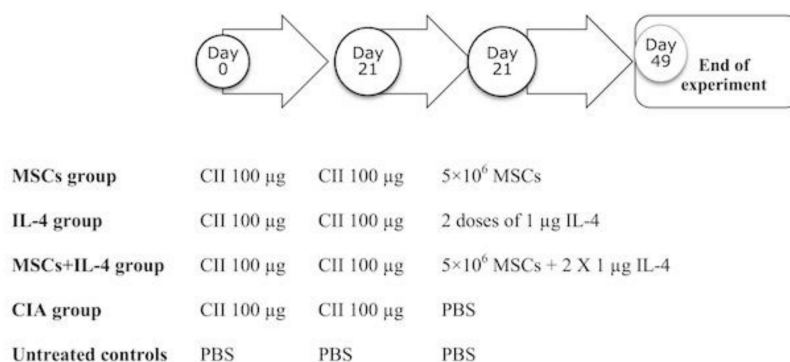 Day 0 Day 21 Day 21 Day 49 End of experiment
MSCs group CII 100 µg CII 100 µg 5×10⁶ MSCs
IL-4 group CII 100 µg CII 100 µg 2 doses of 1 µg IL-4
MSCs+IL-4 group CII 100 µg CII 100 µg 5×10⁶ MSCs + 2 X 1 µg IL-4
CIA group CII 100 µg CII 100 µg PBS
Untreated controls PBS PBS PBS